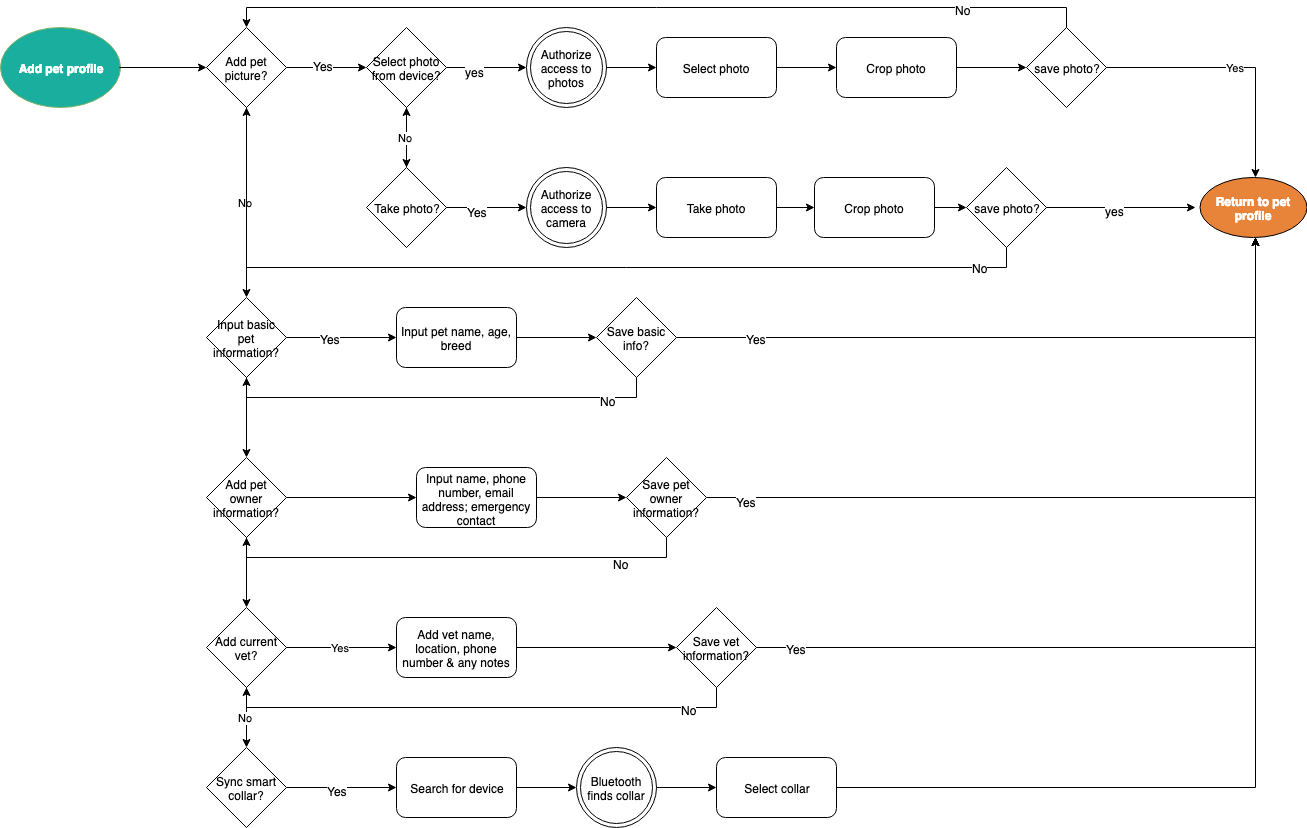 No
Add pet profile
Add pet
picture?
Yes
Select photo
from device?
yes
Authorize
access to
photos
Select photo
Crop photo
save photo?
Yes
No
No
Take photo?
Yes
Authorize
access to
camera
Take photo
Crop photo
save photo?
yes
Return to pet
profile
No
Input basic
pet
information?
Yes
Input pet name, age,
breed
Save basic
info?
Yes
No
Add pet
owner
information?
Input name, phone
number, email
address; emergency
contact
Save pet
owner
information?
Yes
No
Add current
vet?
Yes
Add vet name,
location, phone
number & any notes
Save vet
information?
Yes
No
No
Sync smart
collar?
Yes
Search for device
Bluetooth
finds collar
Select collar